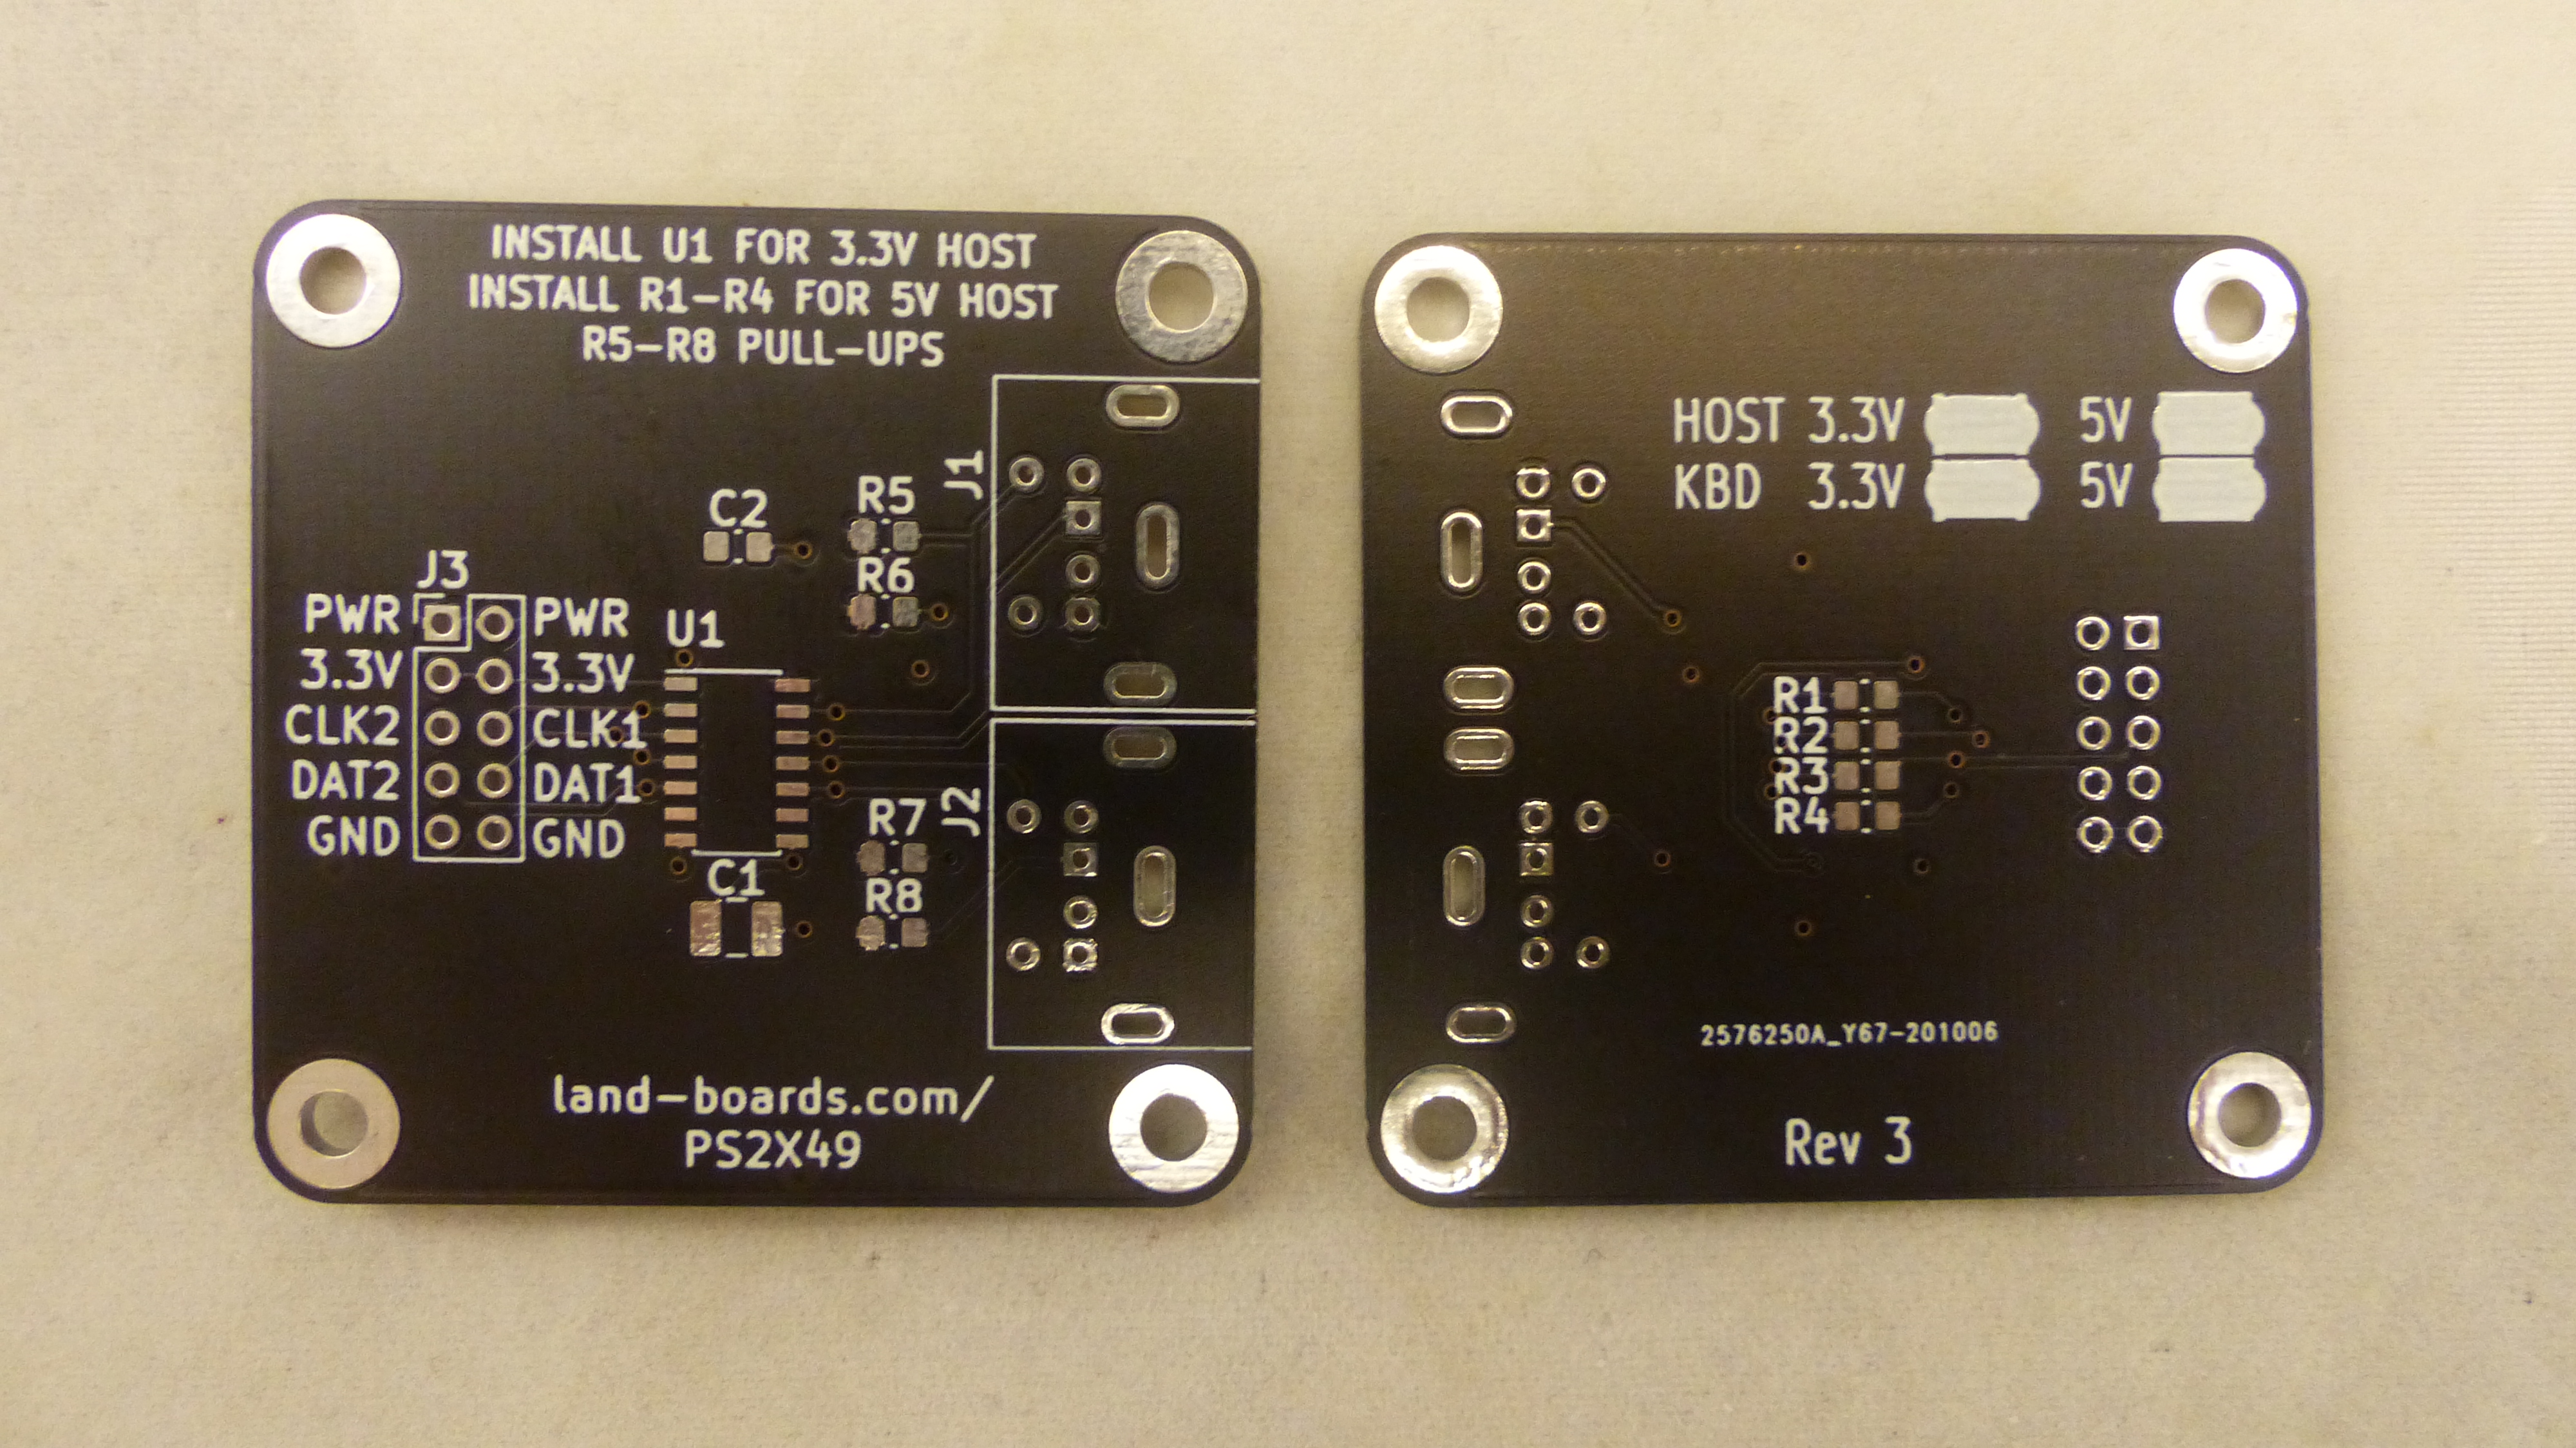 INSTALL U1 FOR 3.3V HOST
INSTALL R1-R4 FOR 5V HOST
R5-R8 PULL-UPS
J1
C2
R5
R6
J3
PWR PWR
3.3V 3.3V
CLK2 CLK1
DAT2 DAT1
GND GND
U1
J2
R7
C1
R8
land-boards.com/
PS2X49
HOST 3.3V 5V
KBD 3.3V 5V
R1
R2
R3
R4
2576250A_Y67-201006
Rev 3